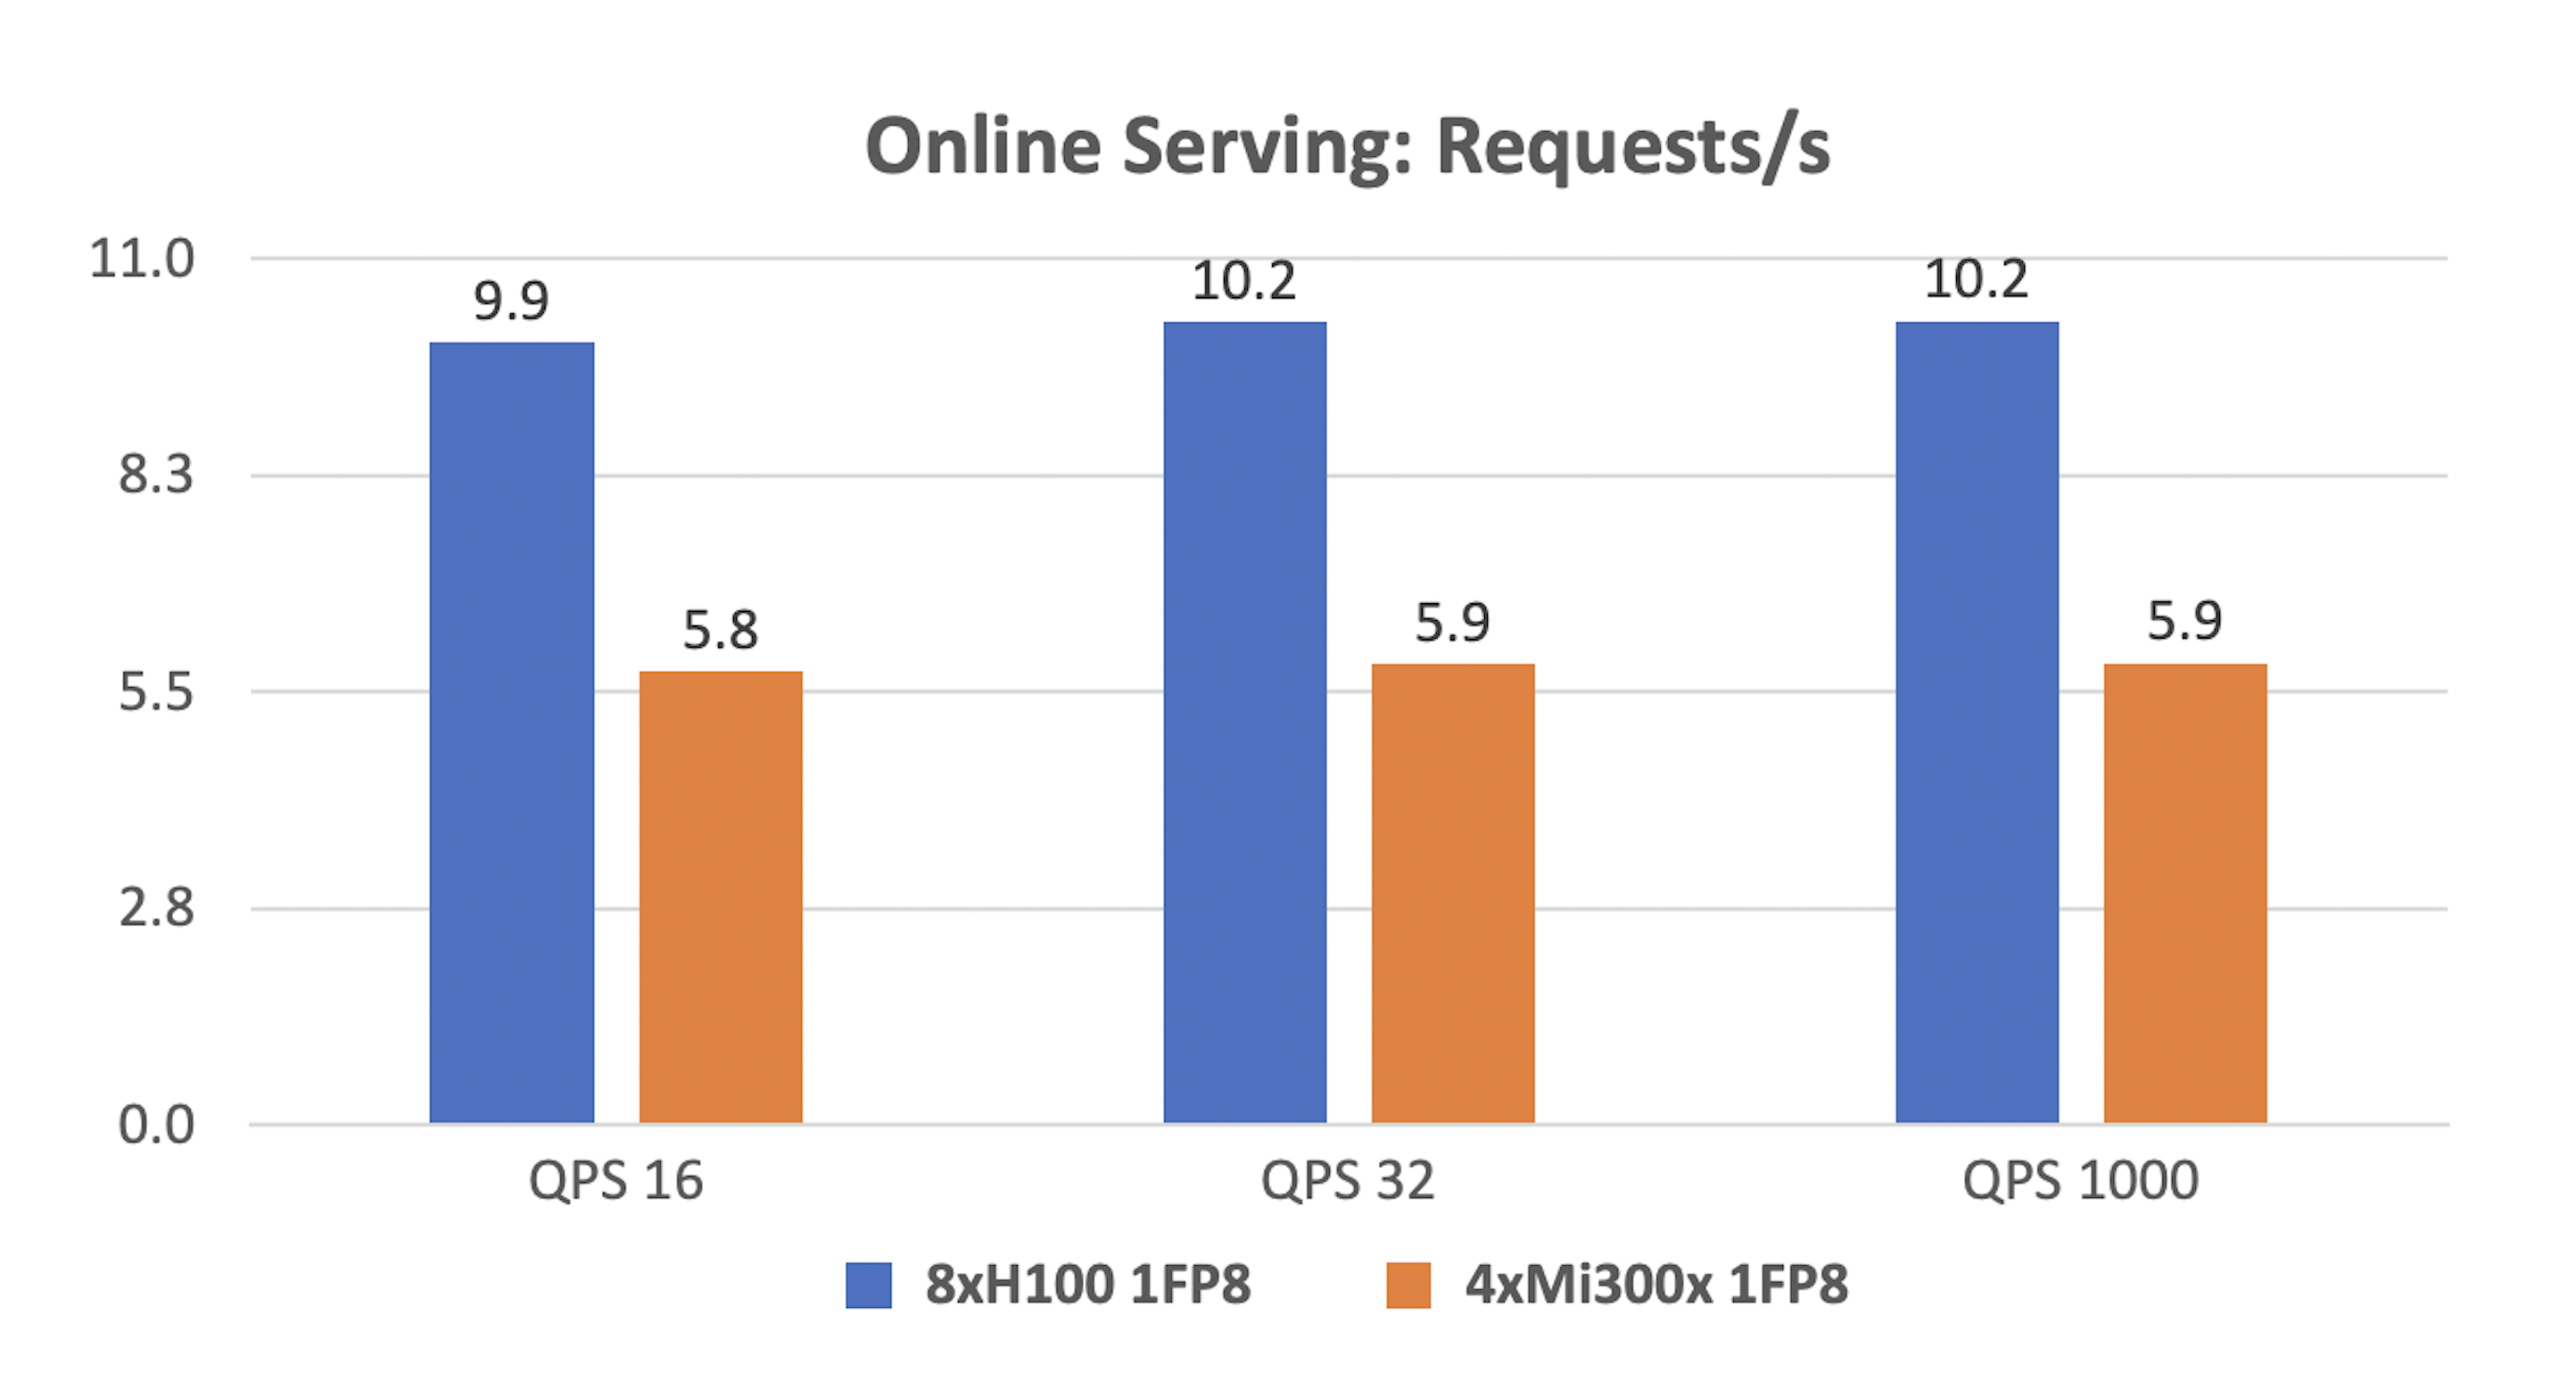 Online Serving: Requests/s
11.0
8.3
5.5
2.8
0.0
9.9
5.8
10.2
5.9
10.2
5.9
QPS 16
QPS 32
QPS 1000
8xH100 1FP8
4xMi300x 1FP8